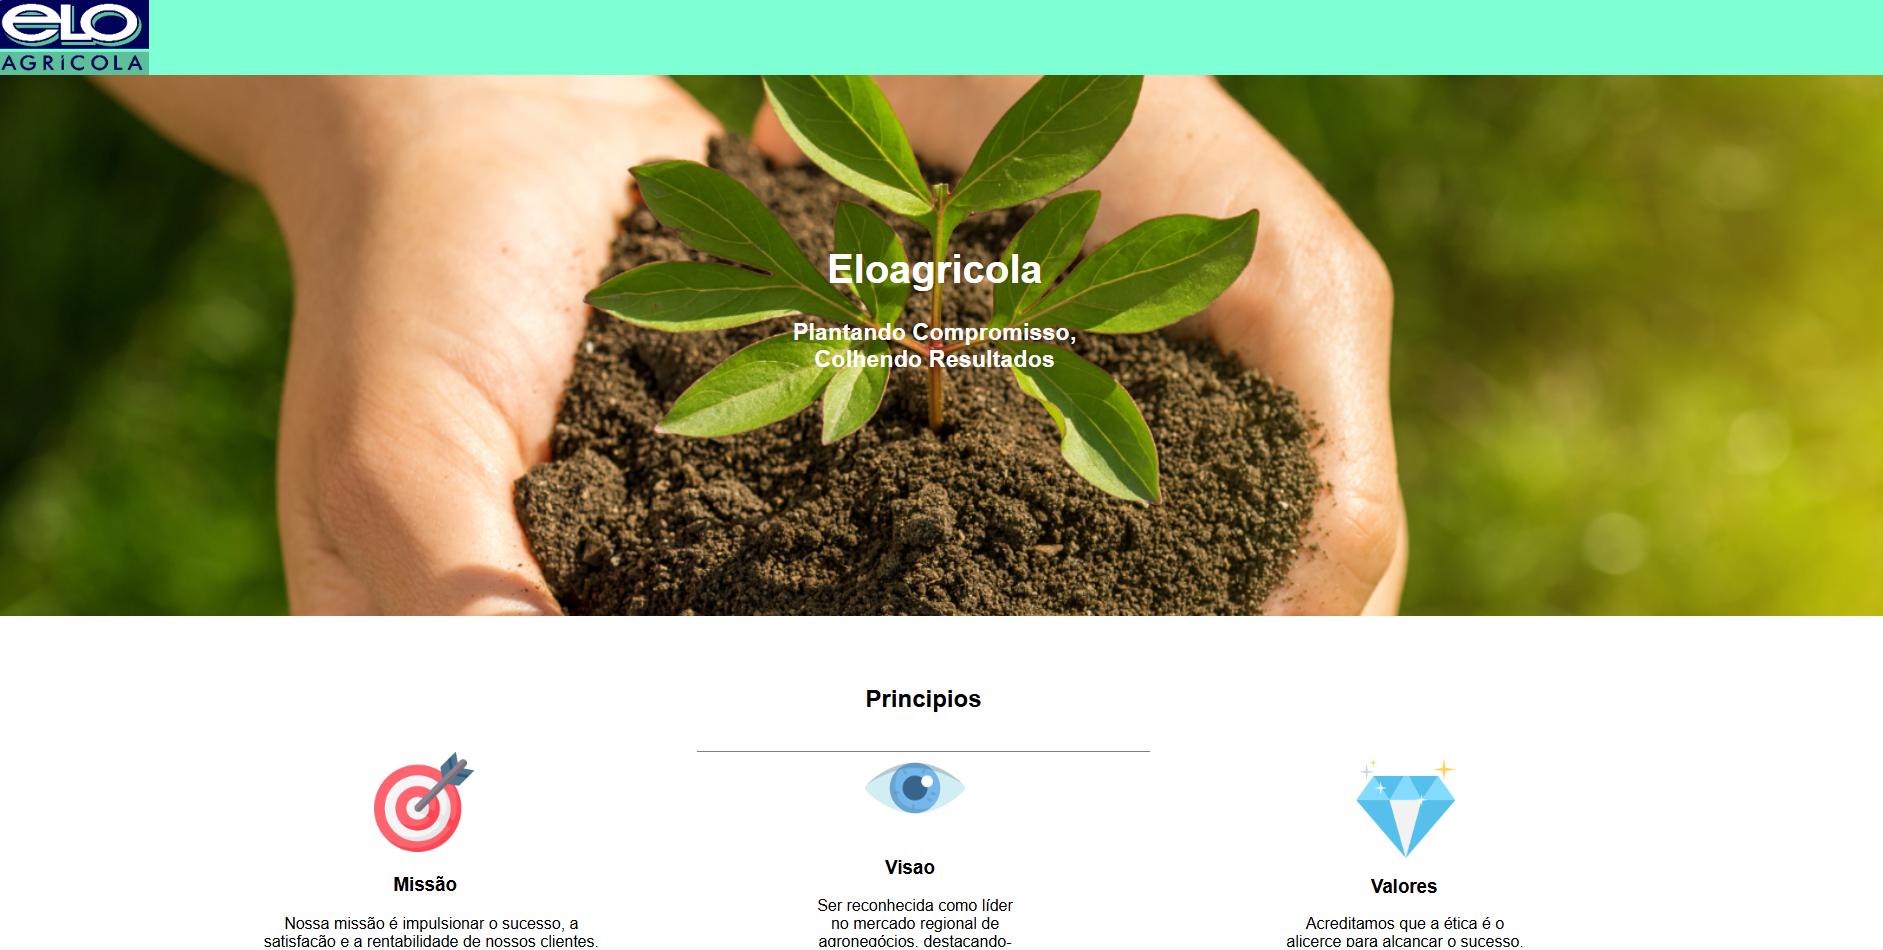 eLO
AGRÍCOLA
Eloagricola
Plantando Compromisso,
Colhendo Resultados
Principios
Missão
Nossa missão é impulsionar o sucesso, a
satisfação e a rentabilidade de nossos clientes.
Visao
Ser reconhecida como líder
no mercado regional de
agronegócios, destacando-
Valores
Acreditamos que a ética é o
alicerce para alcançar o sucesso.